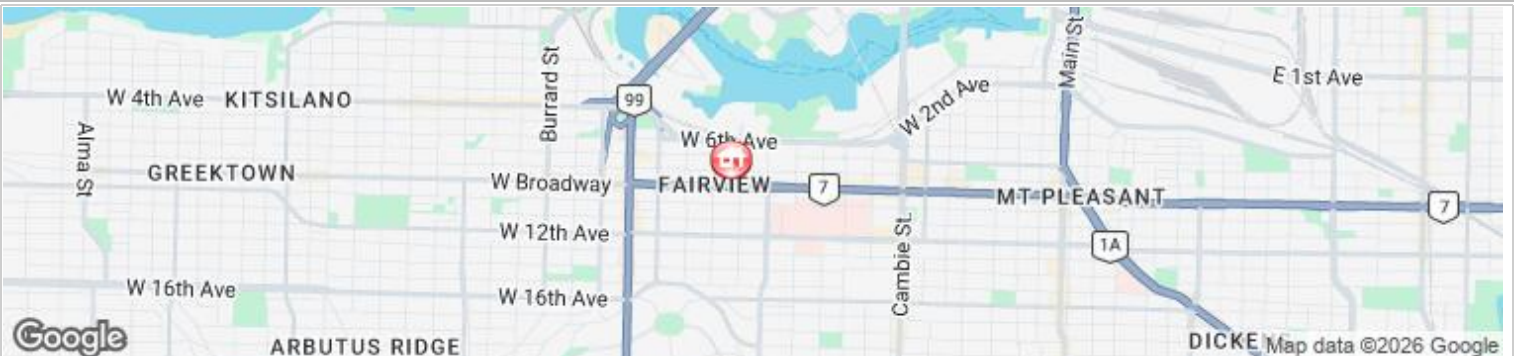 Main St
E 1st Ave
Burrard St
W 4th Ave
KITSILANO
99
W 2nd Ave
Alma St
W 6th Ave
GREEKTOWN
W Broadway
FAIRVIEW
7
MT PLEASANT
7
W 12th Ave
1A
Cambie St.
W 16th Ave
W 16th Ave
Google
ARBUTUS RIDGE
DICKE
Map data ©2026 Google